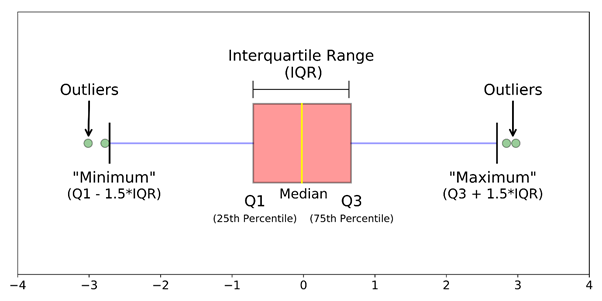 Interquartile Range
(IQR)
Outliers
Outliers
"Minimum"
(Q1 - 1.5*IQR)
"Maximum"
(Q3 + 1.5*IQR)
Median
Q1
(25th Percentile)
Q3
(75th Percentile)
−4 −3 −2 −1 0 1 2 3 4